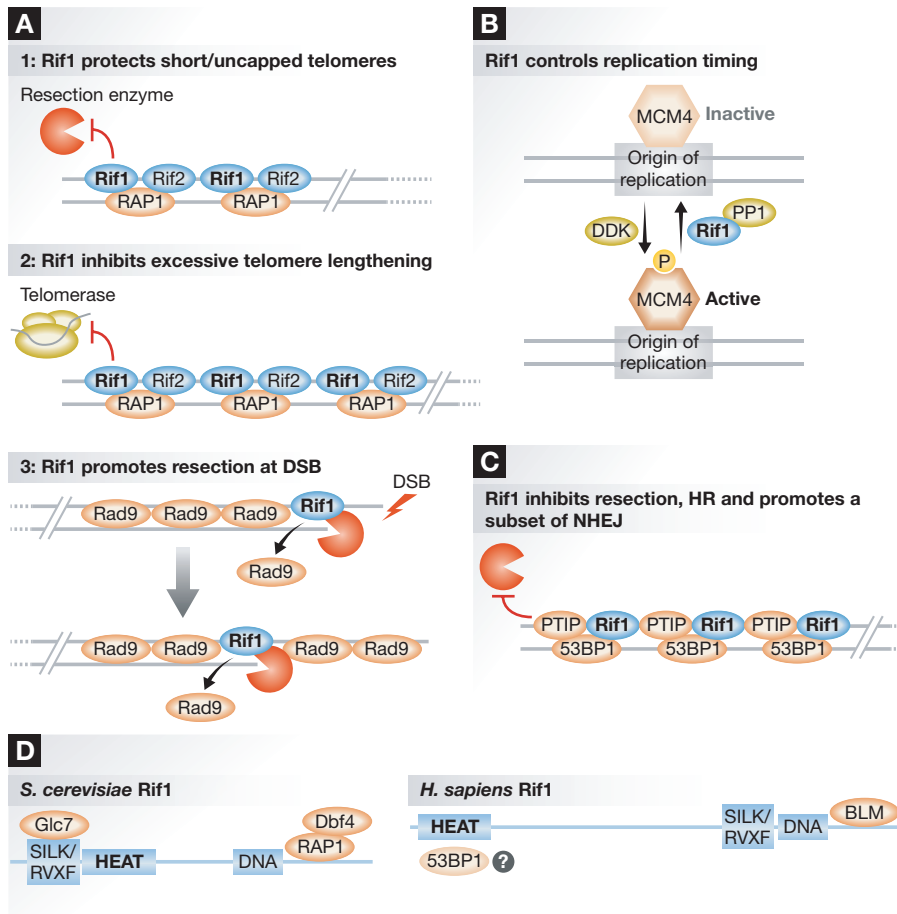 A
1: Rif1 protects short/uncapped telomeres
Resection enzyme
Rif1 Rif2 Rif1 Rif2
RAP1 RAP1
2: Rif1 inhibits excessive telomere lengthening
Telomerase
Rif1 Rif2 Rif1 Rif2 Rif1 Rif2
RAP1 RAP1 RAP1
3: Rif1 promotes resection at DSB
DSB
Rad9 Rad9 Rad9 Rif1
Rad9
Rad9 Rad9 Rif1 Rad9 Rad9
Rad9
B
Rif1 controls replication timing
MCM4 Inactive
Origin of
replication
DDK Rif1 PP1
P
MCM4 Active
Origin of
replication
C
Rif1 inhibits resection, HR and promotes a
subset of NHEJ
PTIP Rif1 PTIP Rif1 PTIP Rif1
53BP1 53BP1 53BP1
D
S. cerevisiae Rif1
Glc7
SILK/
RVXF
HEAT
DNA
Dbf4
RAP1
H. sapiens Rif1
HEAT
53BP1 ?
SILK/
RVXF
DNA
BLM